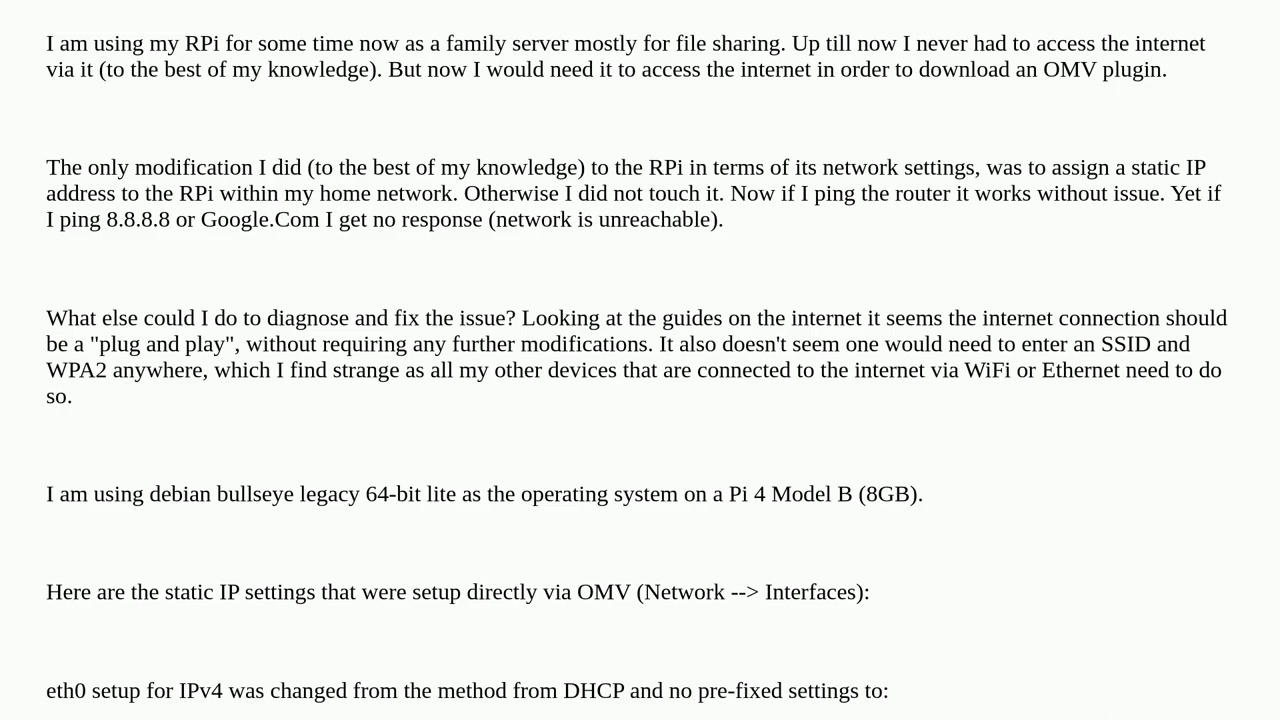 I am using my RPi for some time now as a family server mostly for file sharing. Up till now I never had to access the internet
via it (to the best of my knowledge). But now I would need it to access the internet in order to download an OMV plugin.
The only modification I did (to the best of my knowledge) to the RPi in terms of its network settings, was to assign a static IP
address to the RPi within my home network. Otherwise I did not touch it. Now if I ping the router it works without issue. Yet if
I ping 8.8.8.8 or Google.Com I get no response (network is unreachable).
What else could I do to diagnose and fix the issue? Looking at the guides on the internet it seems the internet connection should
be a "plug and play", without requiring any further modifications. It also doesn't seem one would need to enter an SSID and
WPA2 anywhere, which I find strange as all my other devices that are connected to the internet via WiFi or Ethernet need to do
so.
I am using debian bullseye legacy 64-bit lite as the operating system on a Pi 4 Model B (8GB).
Here are the static IP settings that were setup directly via OMV (Network --> Interfaces):
eth0 setup for IPv4 was changed from the method from DHCP and no pre-fixed settings to: